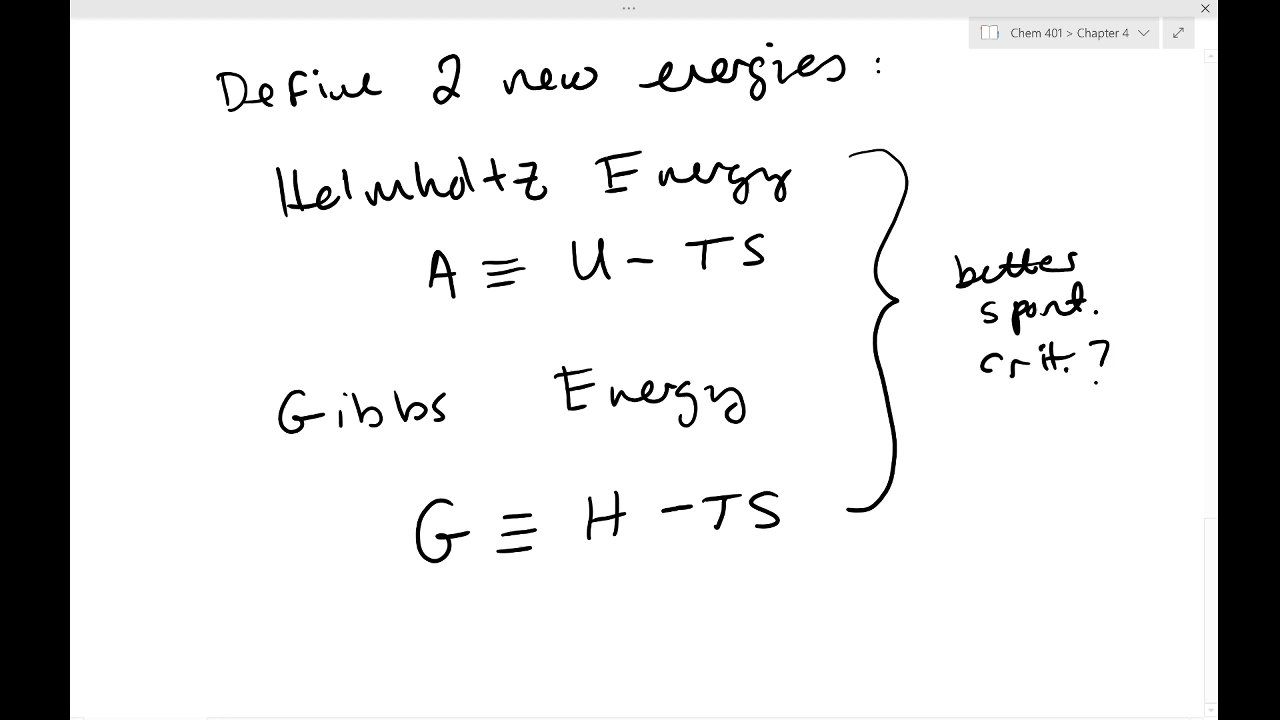 Chem 401 > Chapter 4
Define 2 new energies:
Helmholtz Energy
A ≡ U - TS
Gibbs Energy
G ≡ H - TS
better
spont.
crit.?